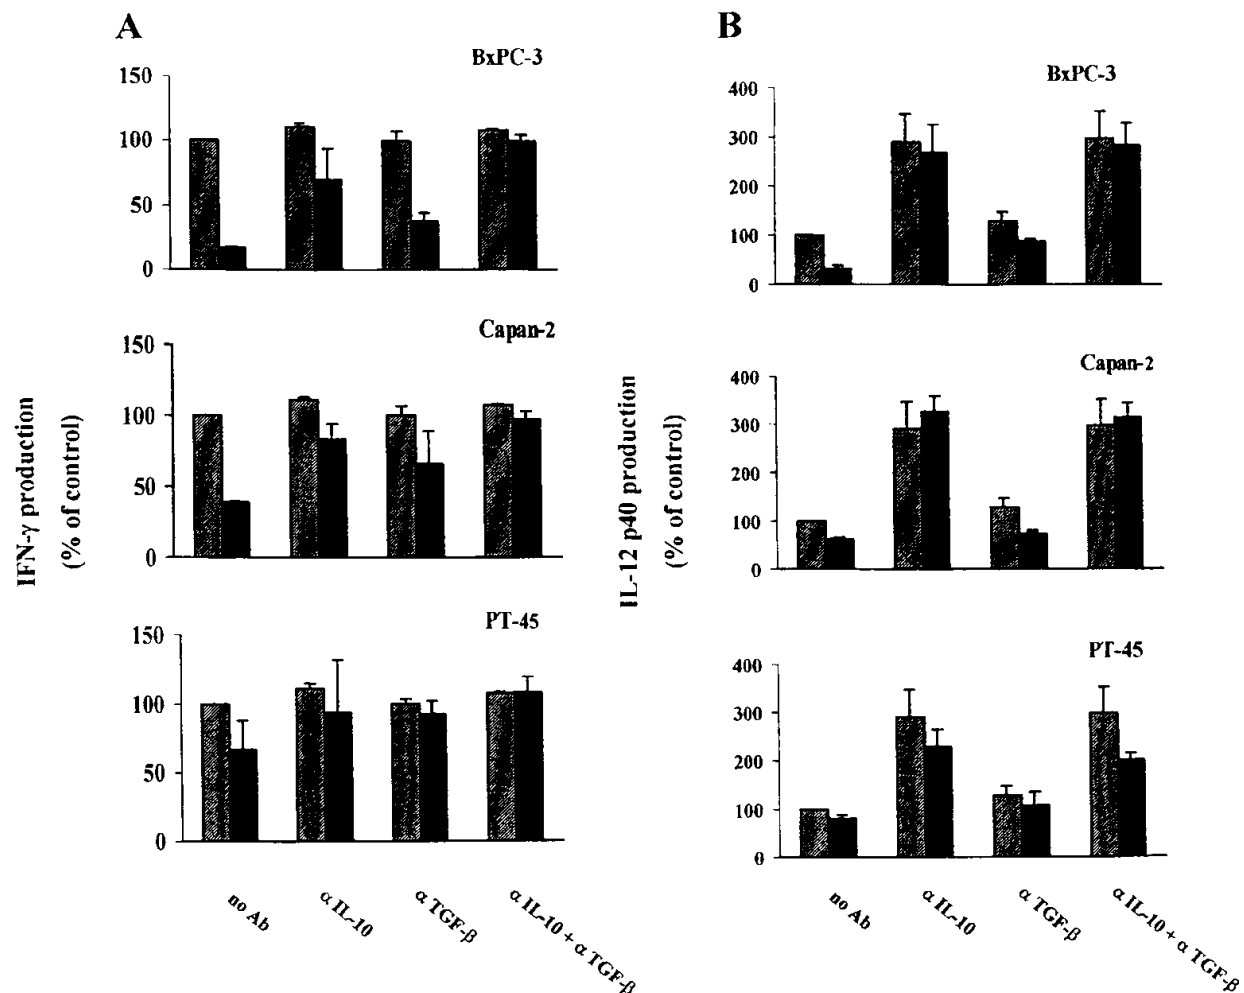 A
BxPC-3
150
100
50
0
Capan-2
150
100
50
0
PT-45
150
100
50
0
IFN-γ production
(% of control)
no Ab
α IL-10
α TGF-β
α IL-10 + α TGF-β
B
BxPC-3
400
300
200
100
0
Capan-2
400
300
200
100
0
PT-45
400
300
200
100
0
IL-12 p40 production
(% of control)
no Ab
α IL-10
α TGF-β
α IL-10 + α TGF-β